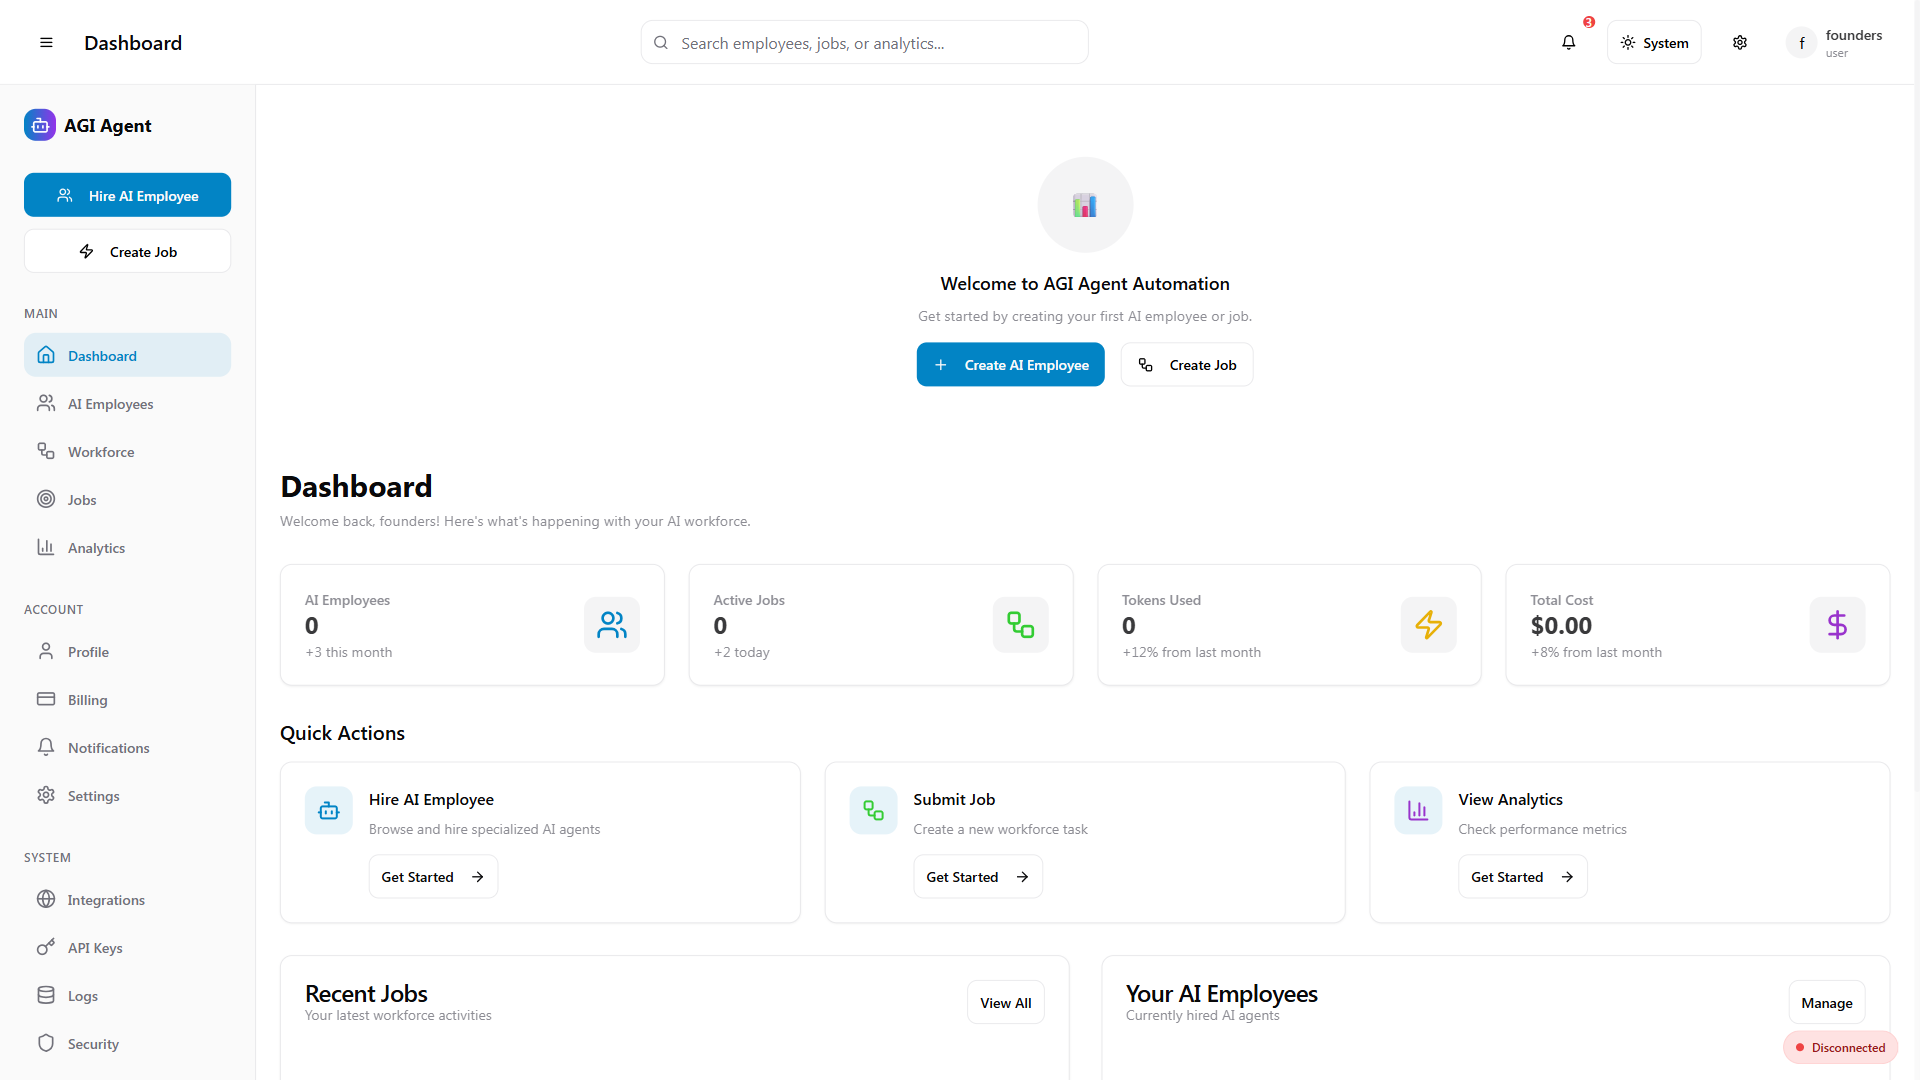 Dashboard
Search employees, jobs, or analytics...
3
System
f
founders
user
AGI Agent
Hire AI Employee
Create Job
MAIN
Dashboard
AI Employees
Workforce
Jobs
Analytics
ACCOUNT
Profile
Billing
Notifications
Settings
SYSTEM
Integrations
API Keys
Logs
Security
Welcome to AGI Agent Automation
Get started by creating your first AI employee or job.
Create AI Employee
Create Job
Dashboard
Welcome back, founders! Here's what's happening with your AI workforce.
AI Employees
0
+3 this month
Active Jobs
0
+2 today
Tokens Used
0
+12% from last month
Total Cost
$0.00
+8% from last month
Quick Actions
Hire AI Employee
Browse and hire specialized AI agents
Get Started
Submit Job
Create a new workforce task
Get Started
View Analytics
Check performance metrics
Get Started
Recent Jobs
Your latest workforce activities
View All
Your AI Employees
Currently hired AI agents
Manage
Disconnected